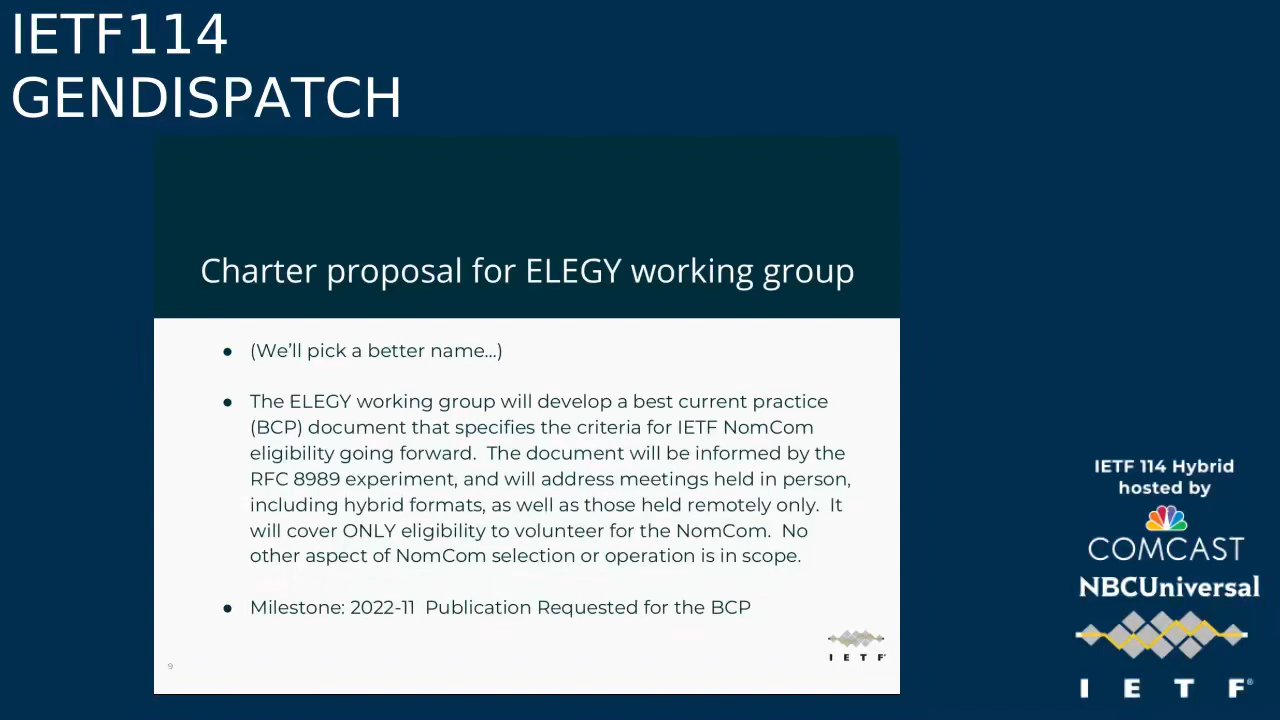 IETF114
GENDISPATCH
Charter proposal for ELEGY working group
● (We’ll pick a better name...)
● The ELEGY working group will develop a best current practice
(BCP) document that specifies the criteria for IETF NomCom
eligibility going forward.  The document will be informed by the
RFC 8989 experiment, and will address meetings held in person,
including hybrid formats, as well as those held remotely only.  It
will cover ONLY eligibility to volunteer for the NomCom.  No
other aspect of NomCom selection or operation is in scope.
● Milestone: 2022-11  Publication Requested for the BCP
I E T F
9
IETF 114 Hybrid
hosted by
COMCAST
NBCUniversal
I E T F®